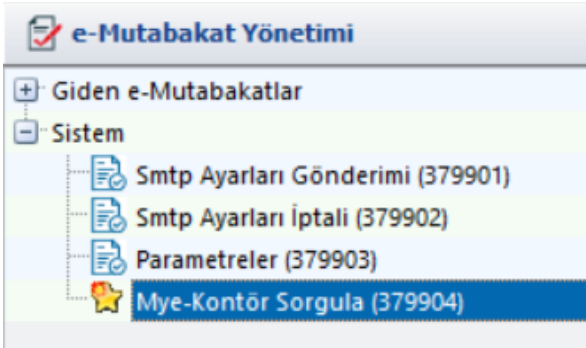 e-Mutabakat Yönetimi
Giden e-Mutabakatlar
Sistem
Smtp Ayarları Gönderimi (379901)
Smtp Ayarları İptali (379902)
Parametreler (379903)
Mye-Kontör Sorgula (379904)